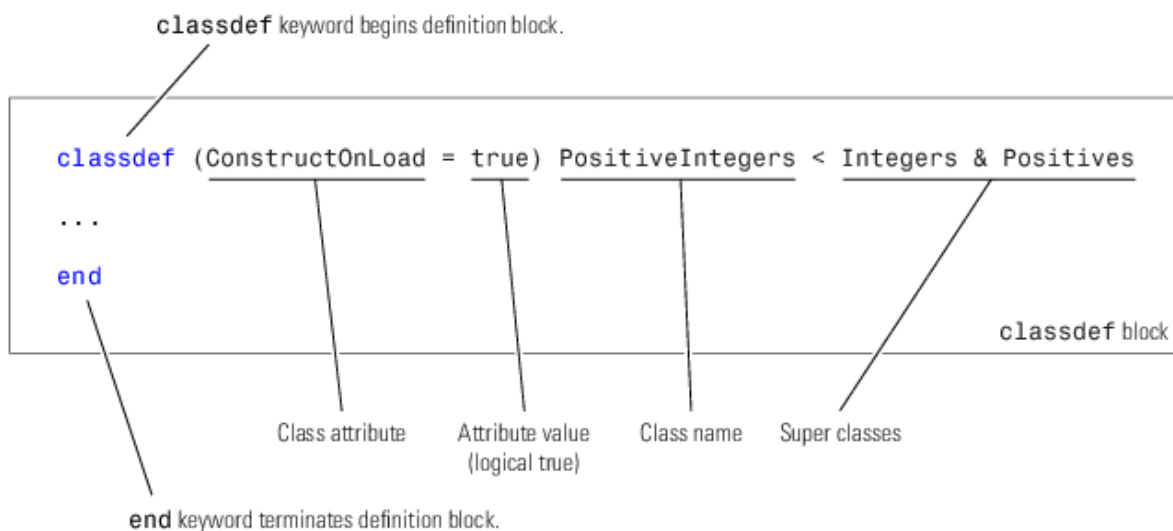 classdef keyword begins definition block.
classdef (ConstructOnLoad = true) PositiveIntegers < Integers & Positives
...
end
classdef block
Class attribute
Attribute value
(logical true)
Class name
Super classes
end keyword terminates definition block.